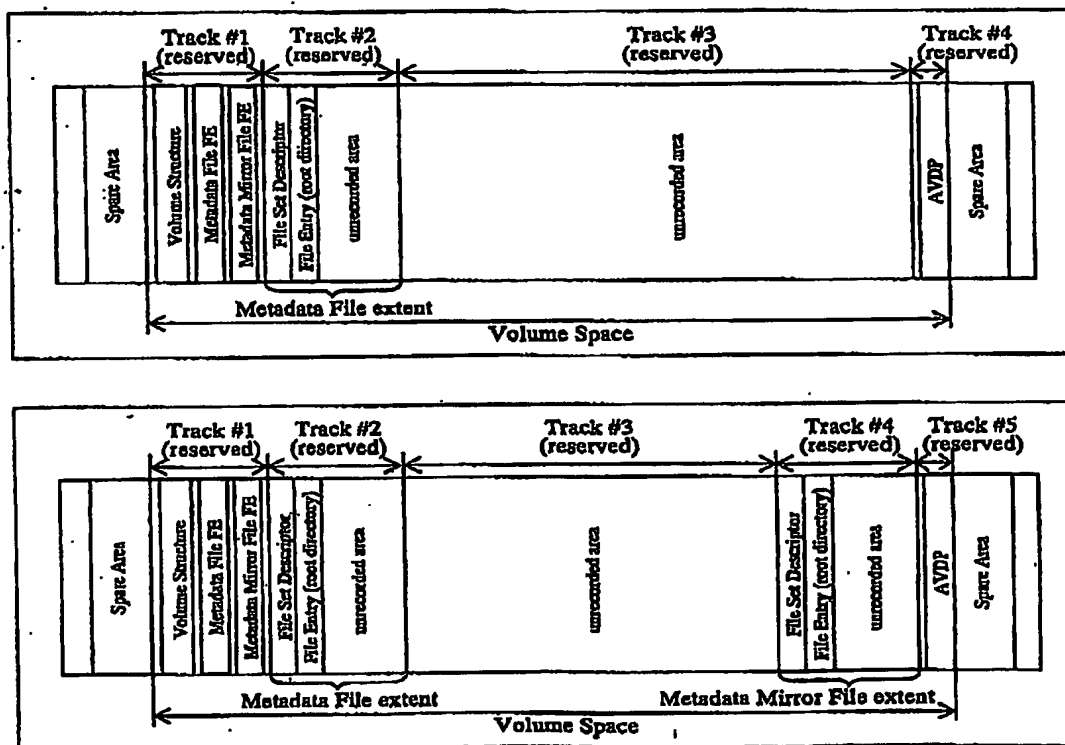 Track #1
(reserved)
Track #2
(reserved)
Track #3
(reserved)
Track #4
(reserved)
Spare Area
Volume Structure
Metadata File FE
Metadata Mirror File FE
File Set Descriptor
File Entry (root directory)
unrecorded area
unrecorded area
AVDP
Spare Area
Metadata File extent
Volume Space
Track #1
(reserved)
Track #2
(reserved)
Track #3
(reserved)
Track #4
(reserved)
Track #5
(reserved)
Spare Area
Volume Structure
Metadata File FE
Metadata Mirror File FE
File Set Descriptor
File Entry (root directory)
unrecorded area
unrecorded area
File Set Descriptor
File Entry (root directory)
unrecorded area
AVDP
Spare Area
Metadata File extent
Metadata Mirror File extent
Volume Space